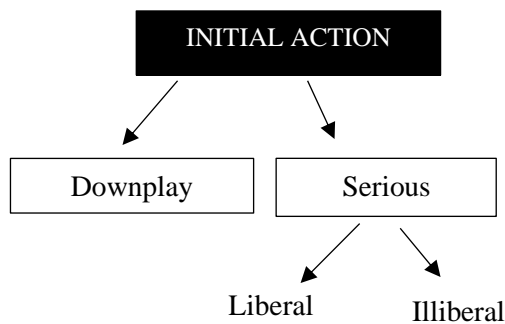 INITIAL ACTION
Downplay
Serious
Liberal
Illiberal